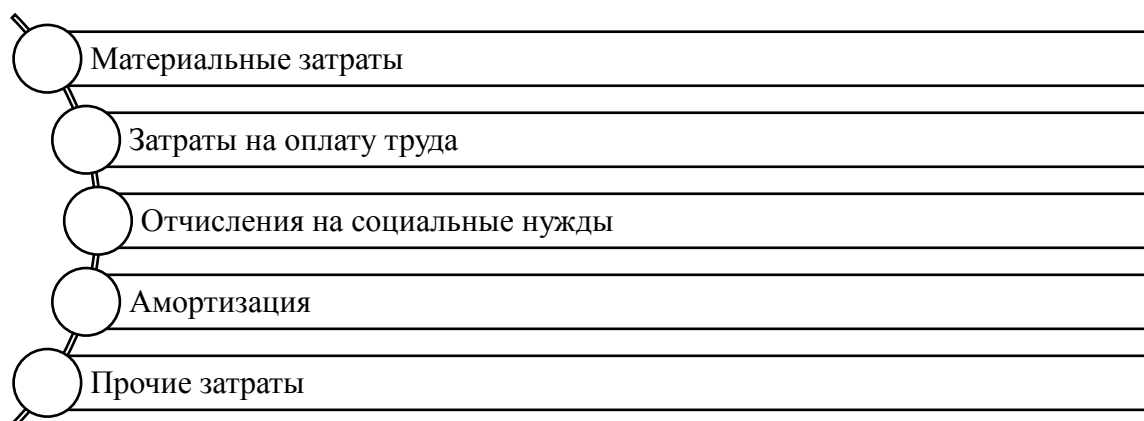 Материальные затраты
Затраты на оплату труда
Отчисления на социальные нужды
Амортизация
Прочие затраты